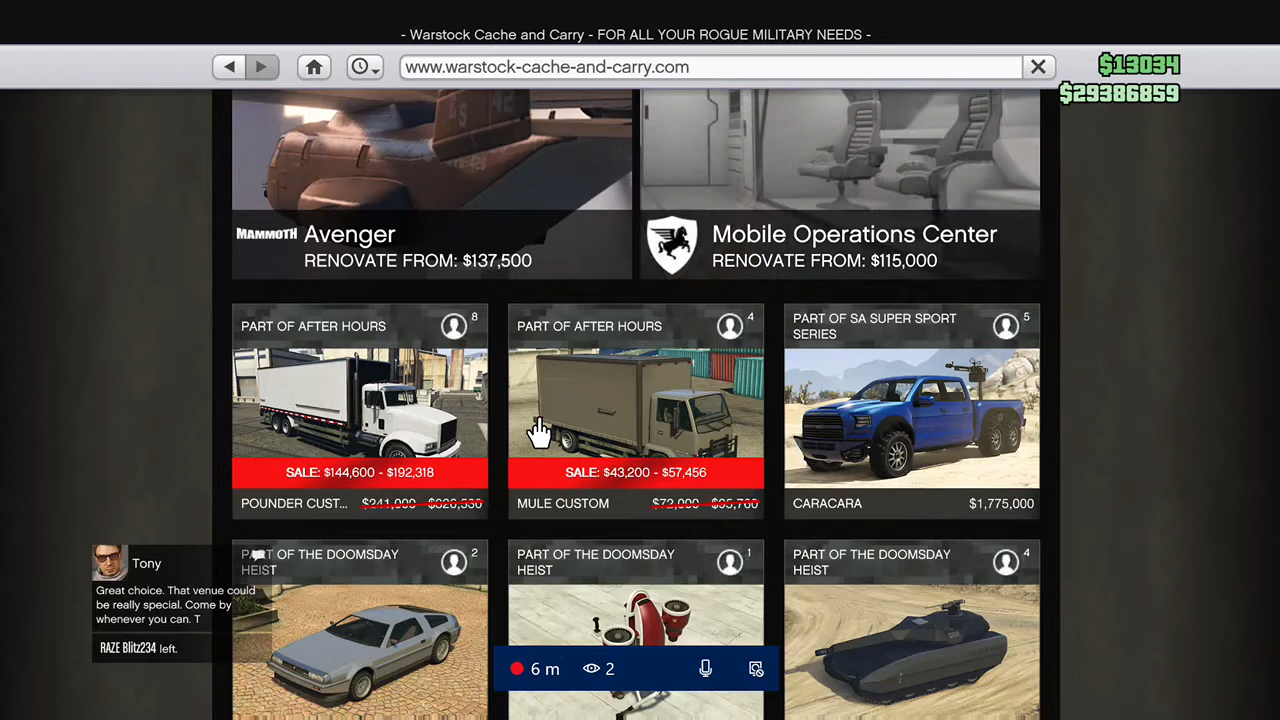 - Warstock Cache and Carry - FOR ALL YOUR ROGUE MILITARY NEEDS -
www.warstock-cache-and-carry.com
$13034
$29386859
MAMMOTH Avenger
RENOVATE FROM: $137,500
Mobile Operations Center
RENOVATE FROM: $115,000
PART OF AFTER HOURS 8
SALE: $144,600 - $192,318
POUNDER CUST...
PART OF AFTER HOURS 4
SALE: $43,200 - $57,456
MULE CUSTOM $72,000 - $95,760
PART OF SA SUPER SPORT
SERIES 5
CARACARA $1,775,000
PART OF THE DOOMSDAY
HEIST 2
PART OF THE DOOMSDAY
HEIST 1
PART OF THE DOOMSDAY
HEIST 4
Tony
Great choice. That venue could
be really special. Come by
whenever you can. T
RAZE Blitz234 left.
6 m 2